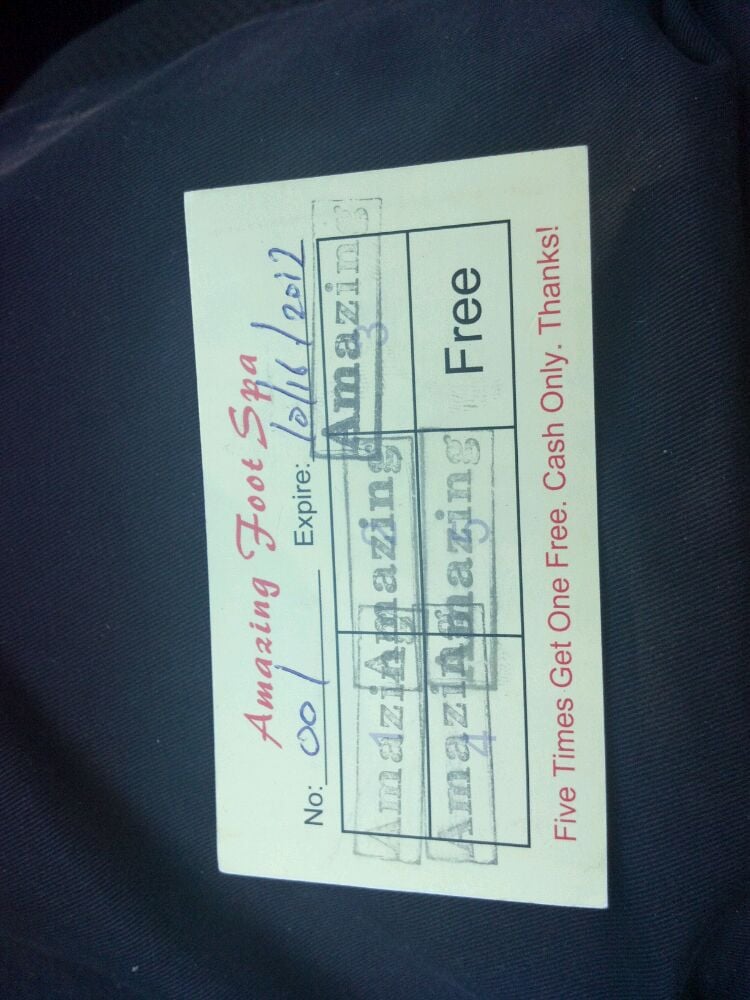 Amazing Foot Spa
No: 001 Expire: 10/16/2012
Amazing Amazing Amazing
1 2 3
Amazing Amazing Free
4 5
Five Times Get One Free. Cash Only. Thanks!